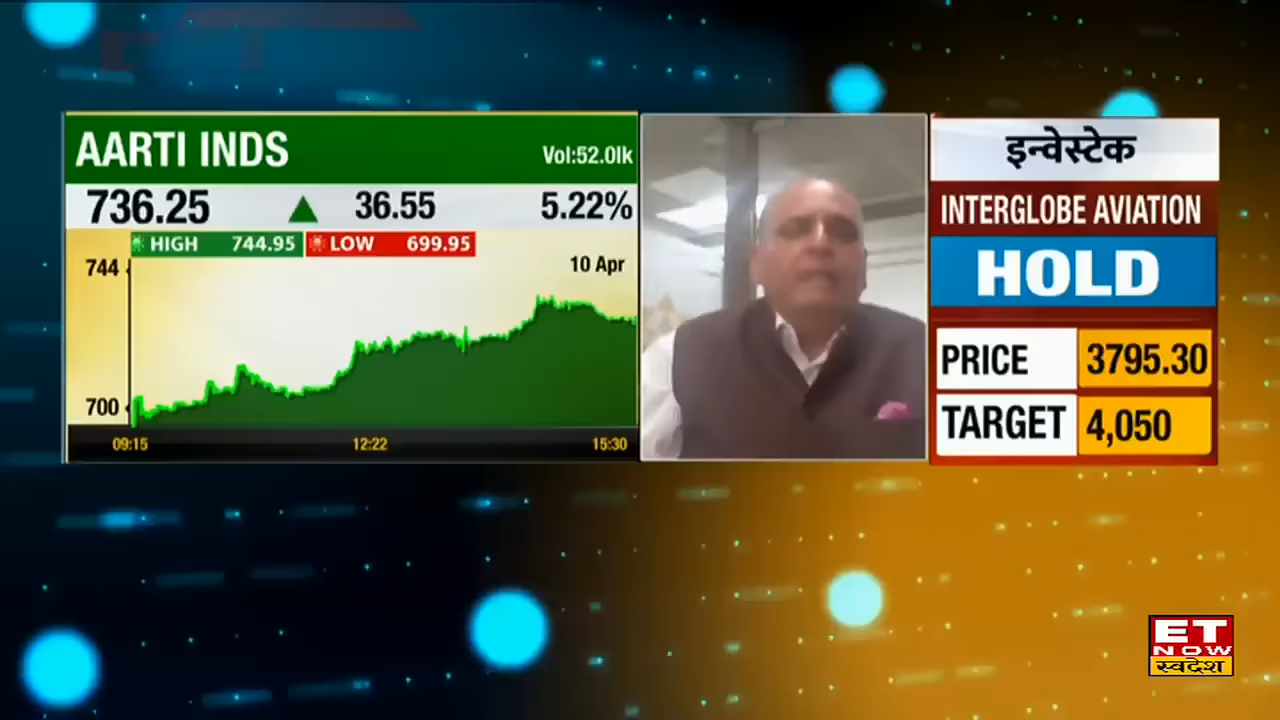 AARTI INDS
Vol:52.0lk
736.25 ▲ 36.55 5.22%
HIGH 744.95 LOW 699.95
10 Apr
744
700
09:15 12:22 15:30
इन्वेस्टेक
INTERGLOBE AVIATION
HOLD
PRICE 3795.30
TARGET 4,050
ET
NOW
स्वदेश